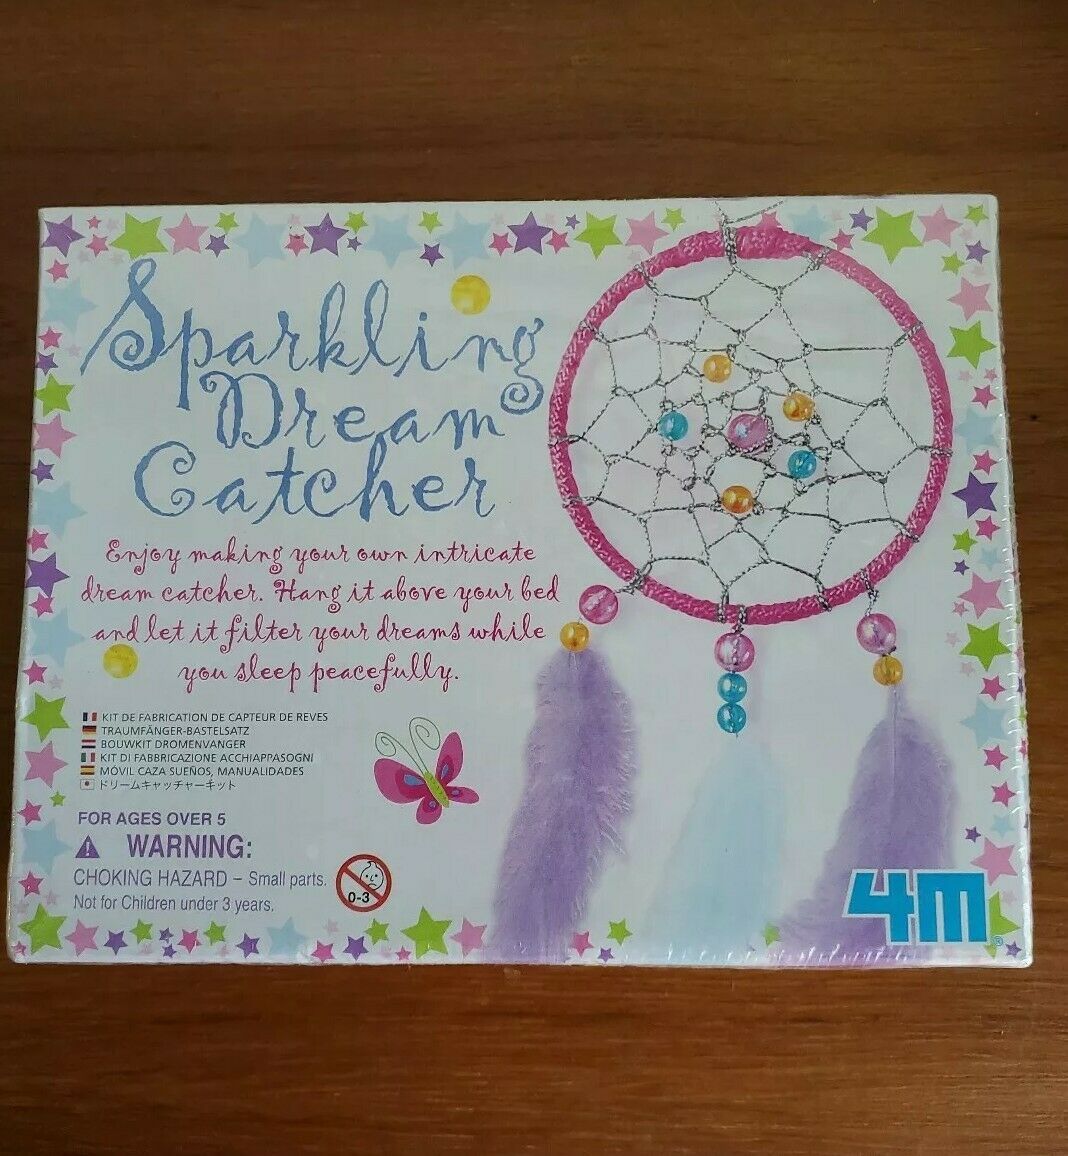 Sparkling
Dream
Catcher
Enjoy making your own intricate
dream catcher. Hang it above your bed
and let it filter your dreams while
you sleep peacefully.
KIT DE FABRICATION DE CAPTEUR DE REVES
TRAUMFÄNGER-BASTELSATZ
BOUWKIT DROMENVANGER
KIT DI FABBRICAZIONE ACCHIAPPASOGNI
MÓVIL CAZA SUEÑOS, MANUALIDADES
ドリームキャッチャーキット
FOR AGES OVER 5
WARNING:
CHOKING HAZARD – Small parts.
Not for Children under 3 years.
0-3
4M®